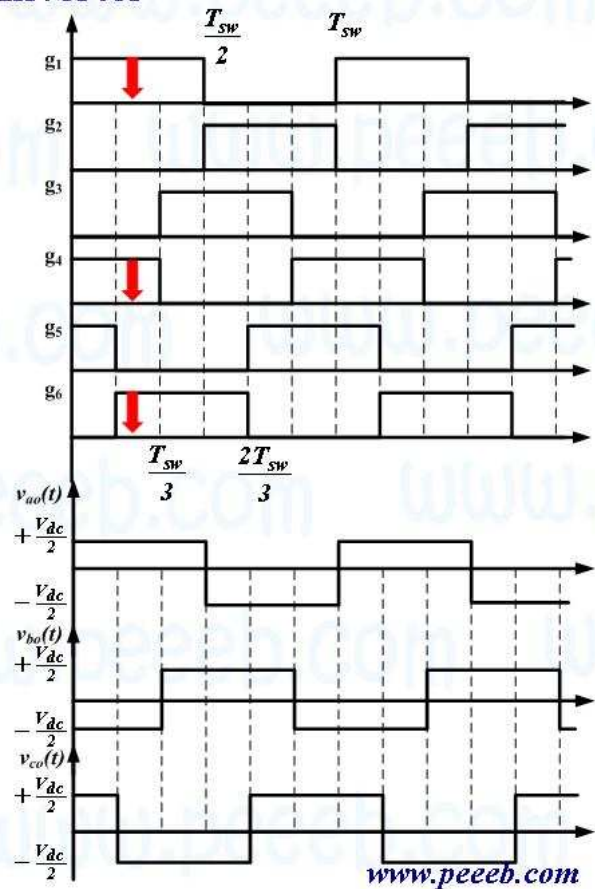 T_sw/2 T_sw
g1
g2
g3
g4
g5
g6
T_sw/3 2T_sw/3
v_ao(t)
+ V_dc/2
− V_dc/2
v_bo(t)
+ V_dc/2
− V_dc/2
v_co(t)
+ V_dc/2
− V_dc/2
www.peeeb.com